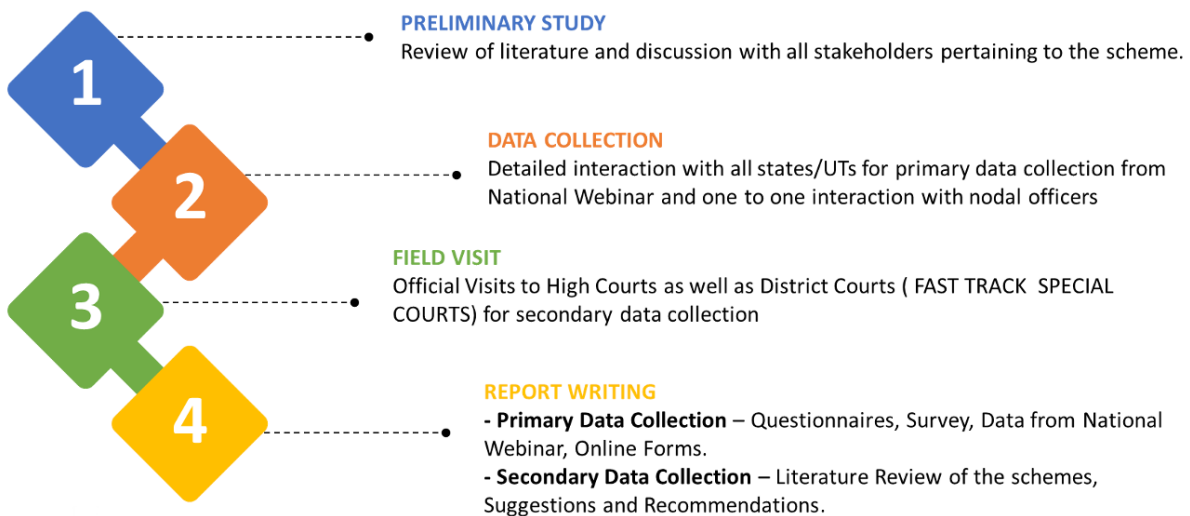 1
PRELIMINARY STUDY
Review of literature and discussion with all stakeholders pertaining to the scheme.
2
DATA COLLECTION
Detailed interaction with all states/UTs for primary data collection from
National Webinar and one to one interaction with nodal officers
3
FIELD VISIT
Official Visits to High Courts as well as District Courts ( FAST TRACK SPECIAL
COURTS) for secondary data collection
4
REPORT WRITING
- Primary Data Collection – Questionnaires, Survey, Data from National
Webinar, Online Forms.
- Secondary Data Collection – Literature Review of the schemes,
Suggestions and Recommendations.